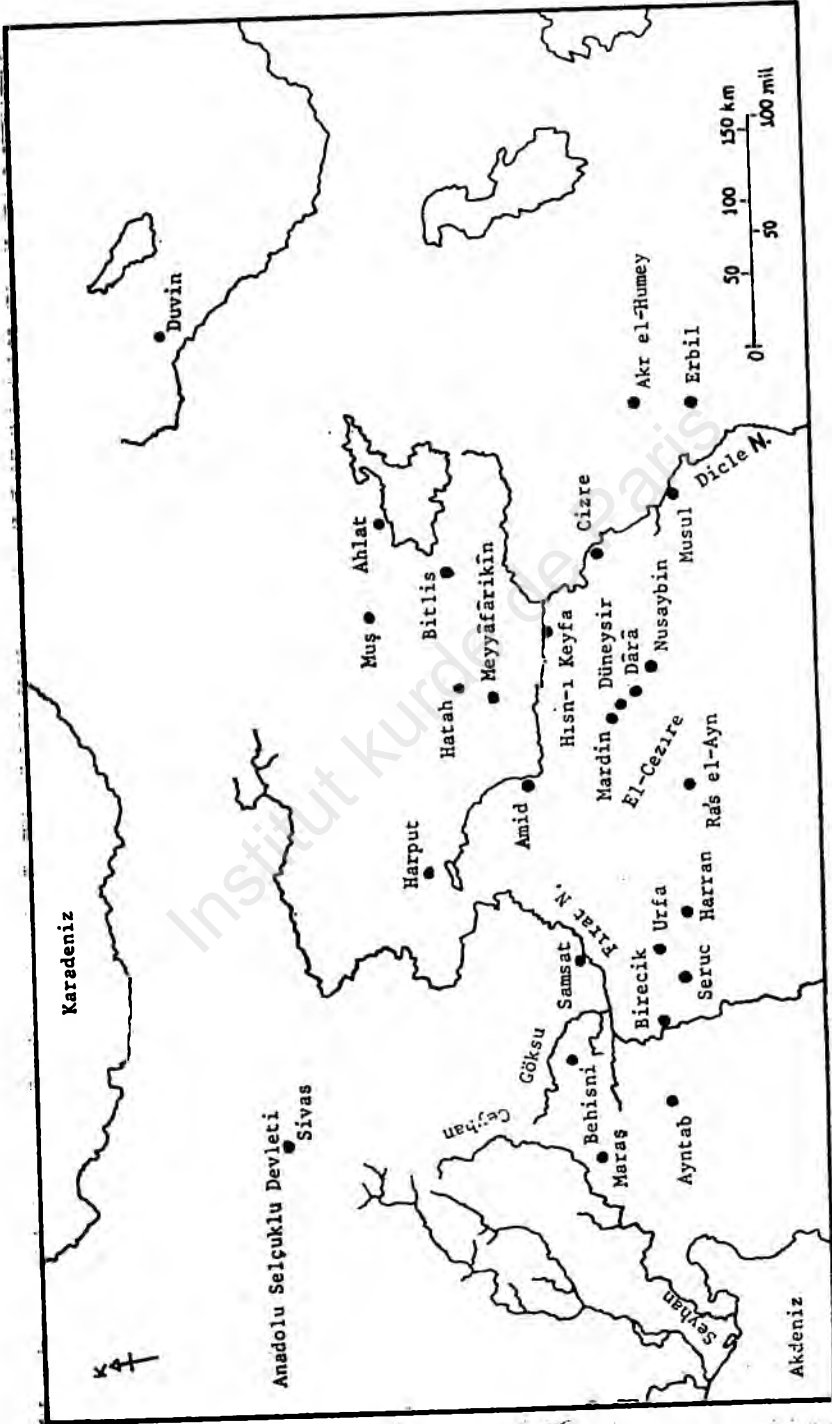 K
Karadeniz
Anadolu Selçuklu Devleti
Sivas
Duvin
Muş
Ahlat
Bitlis
Hatah
Meyyâfârikîn
Harput
Amid
Hısn-ı Keyfa
Cizre
Mardin
Düneysir
Dârâ
Nusaybin
El-Cezire
Akr el-Humey
Erbil
Musul
Dicle N.
Fırat N.
Samsat
Göksu
Ceyhan
Behisni
Maraş
Birecik
Urfa
Seruc
Harran
Ra's el-Ayn
Ayntab
Seyhan
Akdeniz
0 50 100 150 km
50 100 mil
Institut kurde de Paris